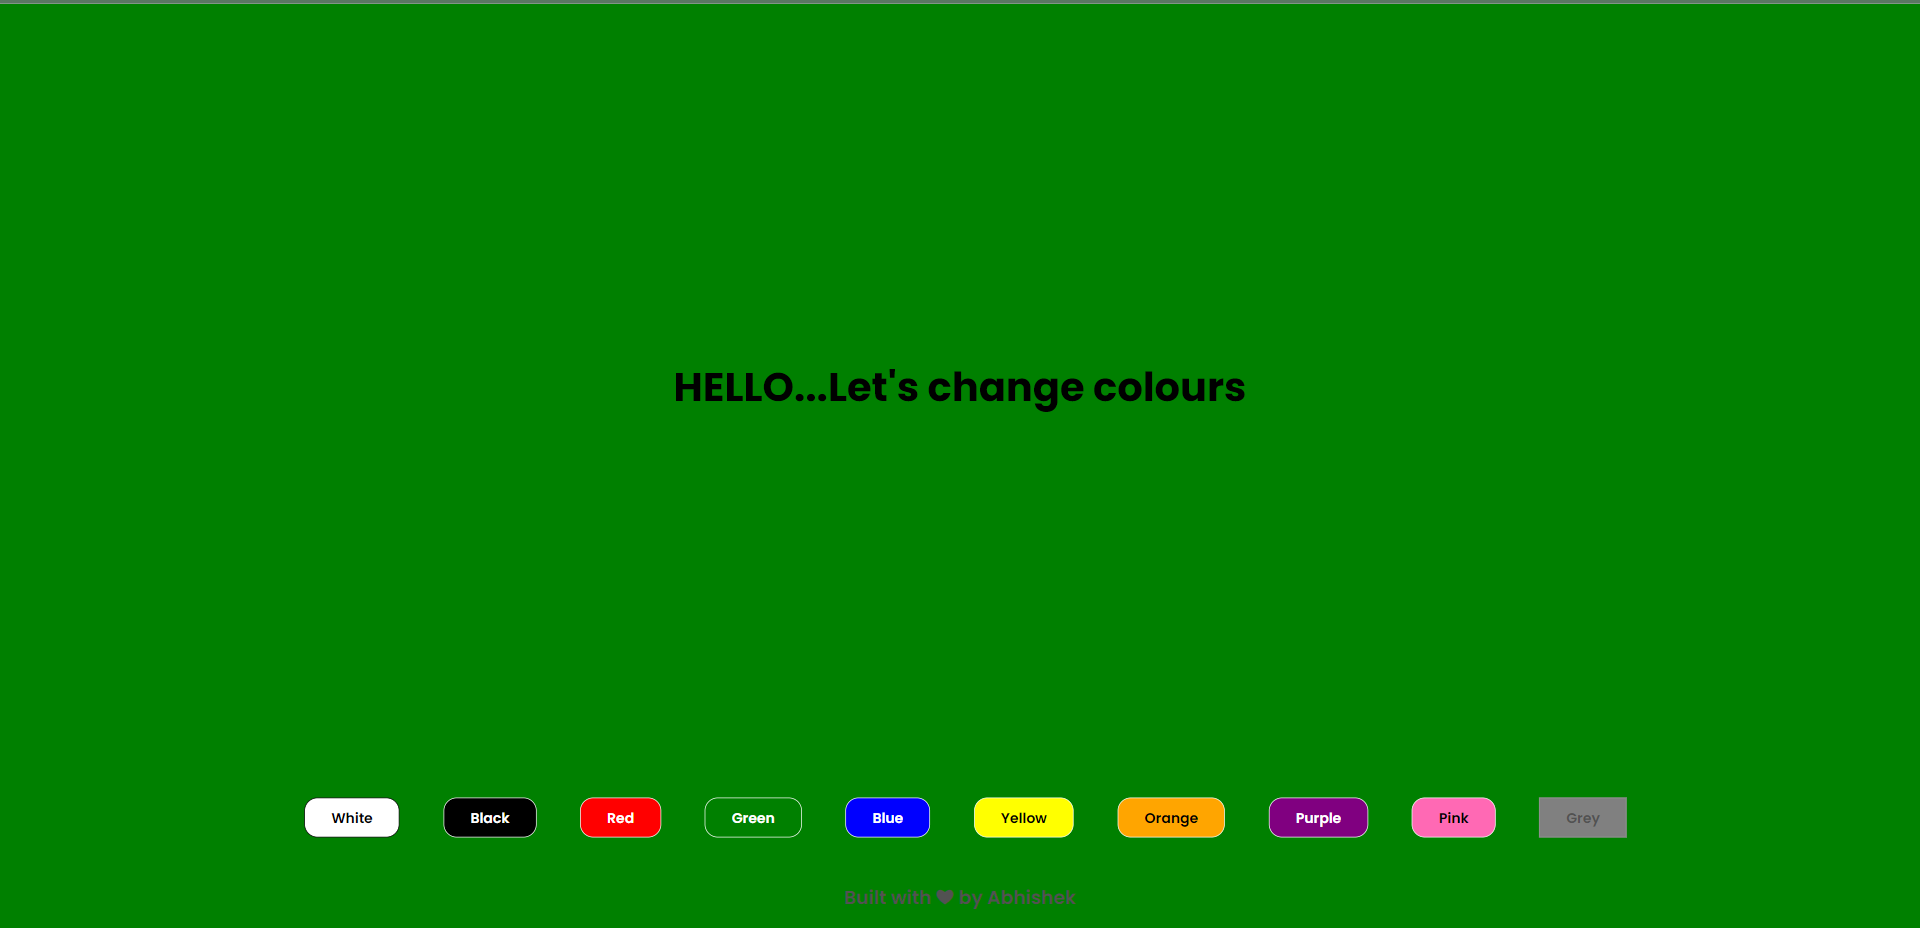 HELLO...Let's change colours
White Black Red Green Blue Yellow Orange Purple Pink Grey
Built with ♥ by Abhishek